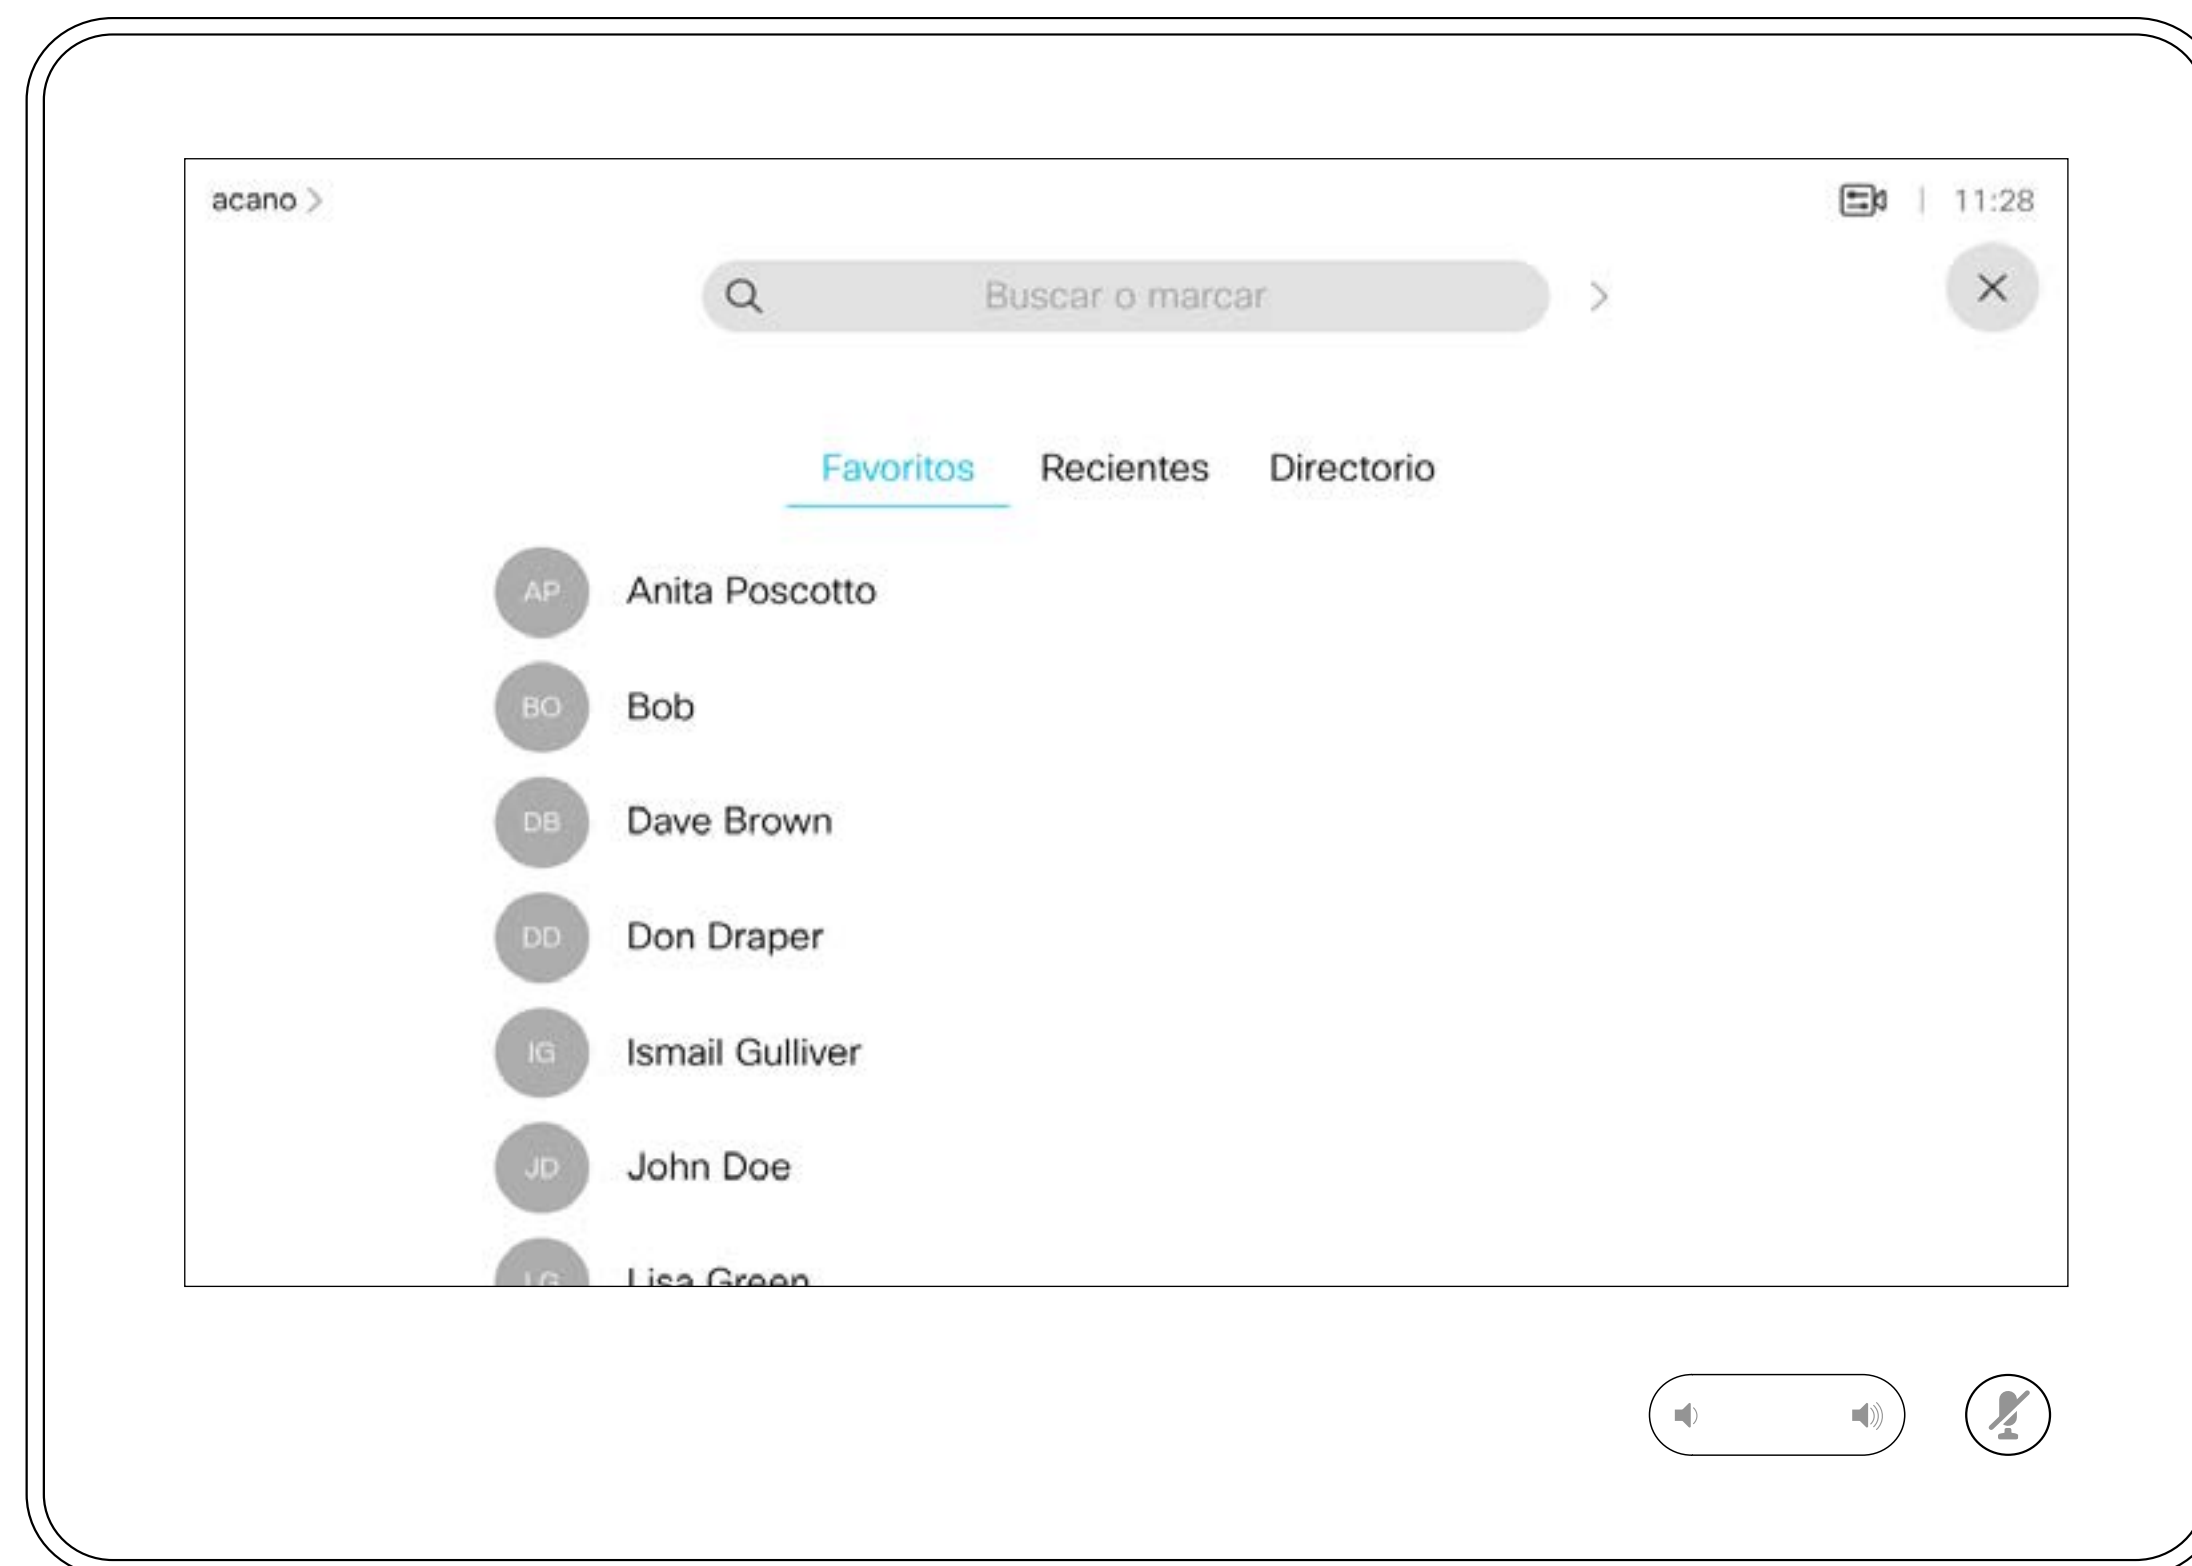 acano
11:28
Buscar o marcar
Favoritos Recientes Directorio
AP Anita Poscotto
BO Bob
DB Dave Brown
DD Don Draper
IG Ismail Gulliver
JD John Doe
LG Lisa Green